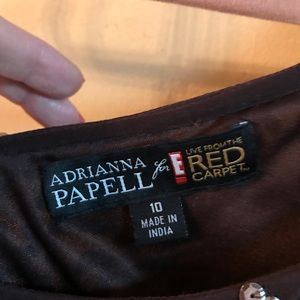 ADRIANNA
PAPELL
for
E
LIVE FROM THE
RED
CARPET
10
MADE IN
INDIA